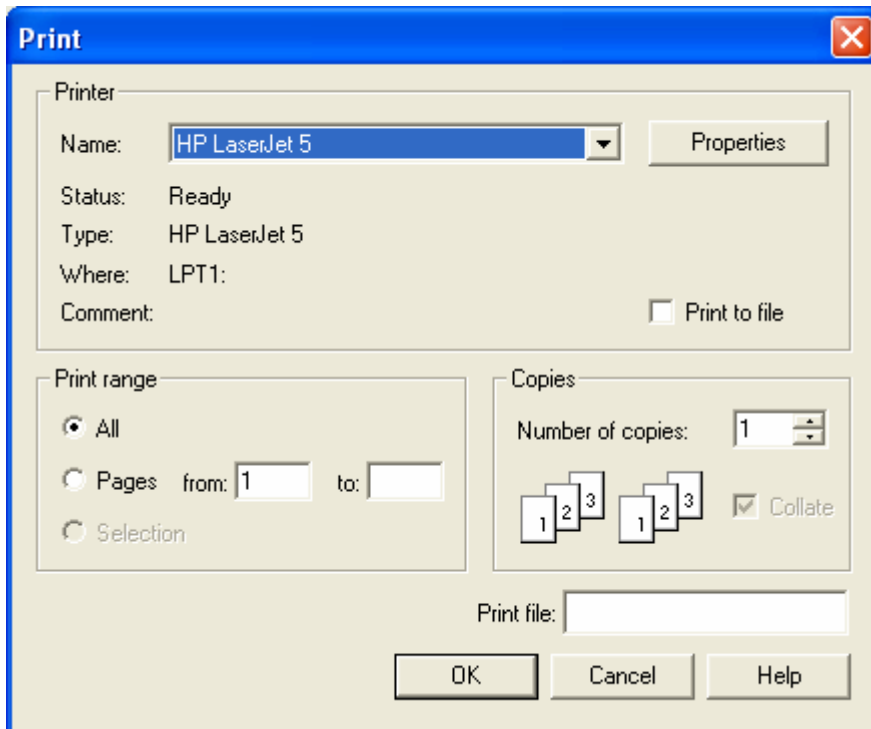 Print
Printer
Name: HP LaserJet 5 Properties
Status: Ready
Type: HP LaserJet 5
Where: LPT1:
Comment: Print to file
Print range
All
Pages from: 1 to:
Selection
Copies
Number of copies: 1
1 2 3 1 2 3 Collate
Print file:
OK Cancel Help